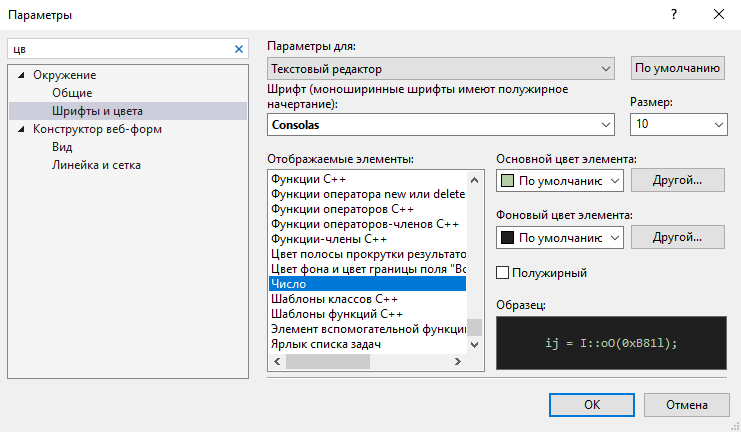 Параметры
цв
Окружение
Общие
Шрифты и цвета
Конструктор веб-форм
Вид
Линейка и сетка
Параметры для:
Текстовый редактор
По умолчанию
Шрифт (моноширинные шрифты имеют полужирное
начертание):
Размер:
Consolas
10
Отображаемые элементы:
Функции C++
Функции оператора new или delete
Функции операторов C++
Функции операторов-членов C++
Функции-члены C++
Цвет полосы прокрутки результато
Цвет фона и цвет границы поля "Вс
Число
Шаблоны классов C++
Шаблоны функций C++
Элемент вспомогательной функци
Ярлык списка задач
Основной цвет элемента:
По умолчанию
Другой...
Фоновый цвет элемента:
По умолчанию
Другой...
Полужирный
Образец:
ij = I::oO(0xB81l);
OK
Отмена